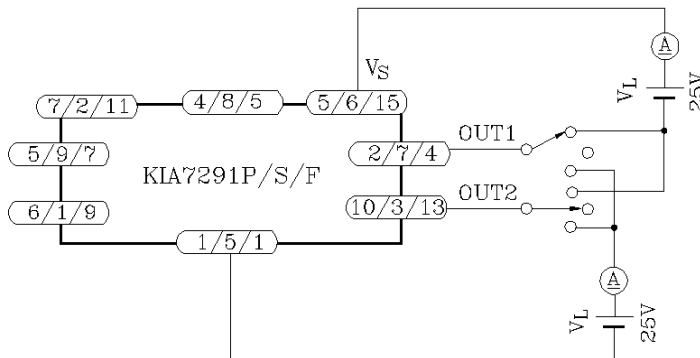 A
VS
VL
25V
7/2/11
4/8/5
5/6/15
5/9/7
2/7/4
OUT1
KIA7291P/S/F
6/1/9
10/3/13
OUT2
1/5/1
A
VL
25V